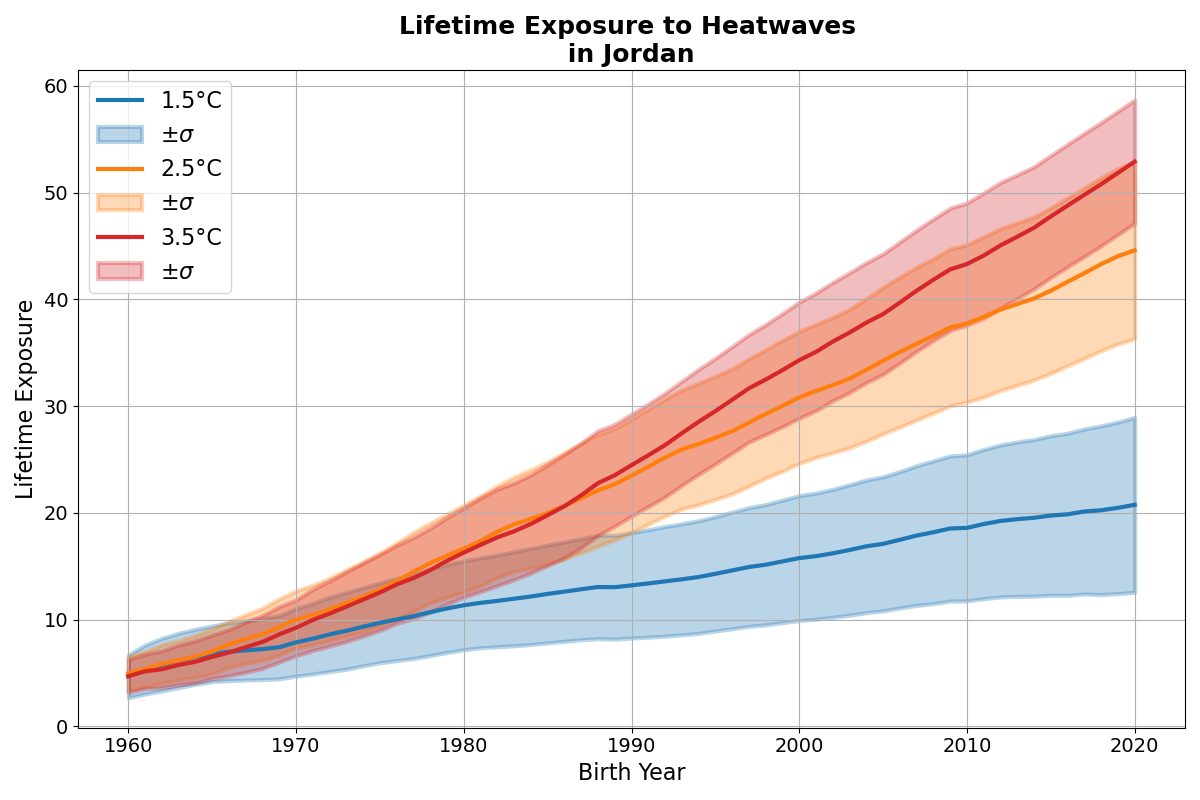 Lifetime Exposure to Heatwaves
in Jordan
60
50
40
30
20
10
0
Lifetime Exposure
1.5°C
±σ
2.5°C
±σ
3.5°C
±σ
1960
1970
1980
1990
2000
2010
2020
Birth Year